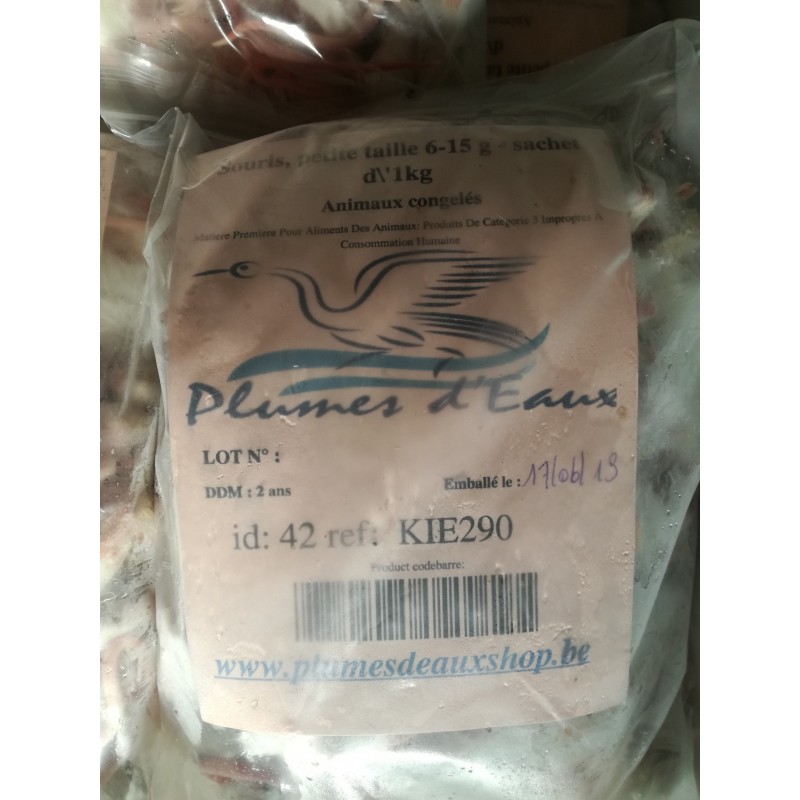 Souris, petite taille 6-15 g - sachet
d\'1kg
Animaux congelés
Matiere Premiere Pour Aliments Des Animaux: Produits De Categorie 3 Impropres A
Consommation Humaine
Plumes d'Eaux
LOT N° :
DDM : 2 ans
Emballé le : 17/06/19
id: 42 ref: KIE290
Product codebarre:
www.plumesdeauxshop.be